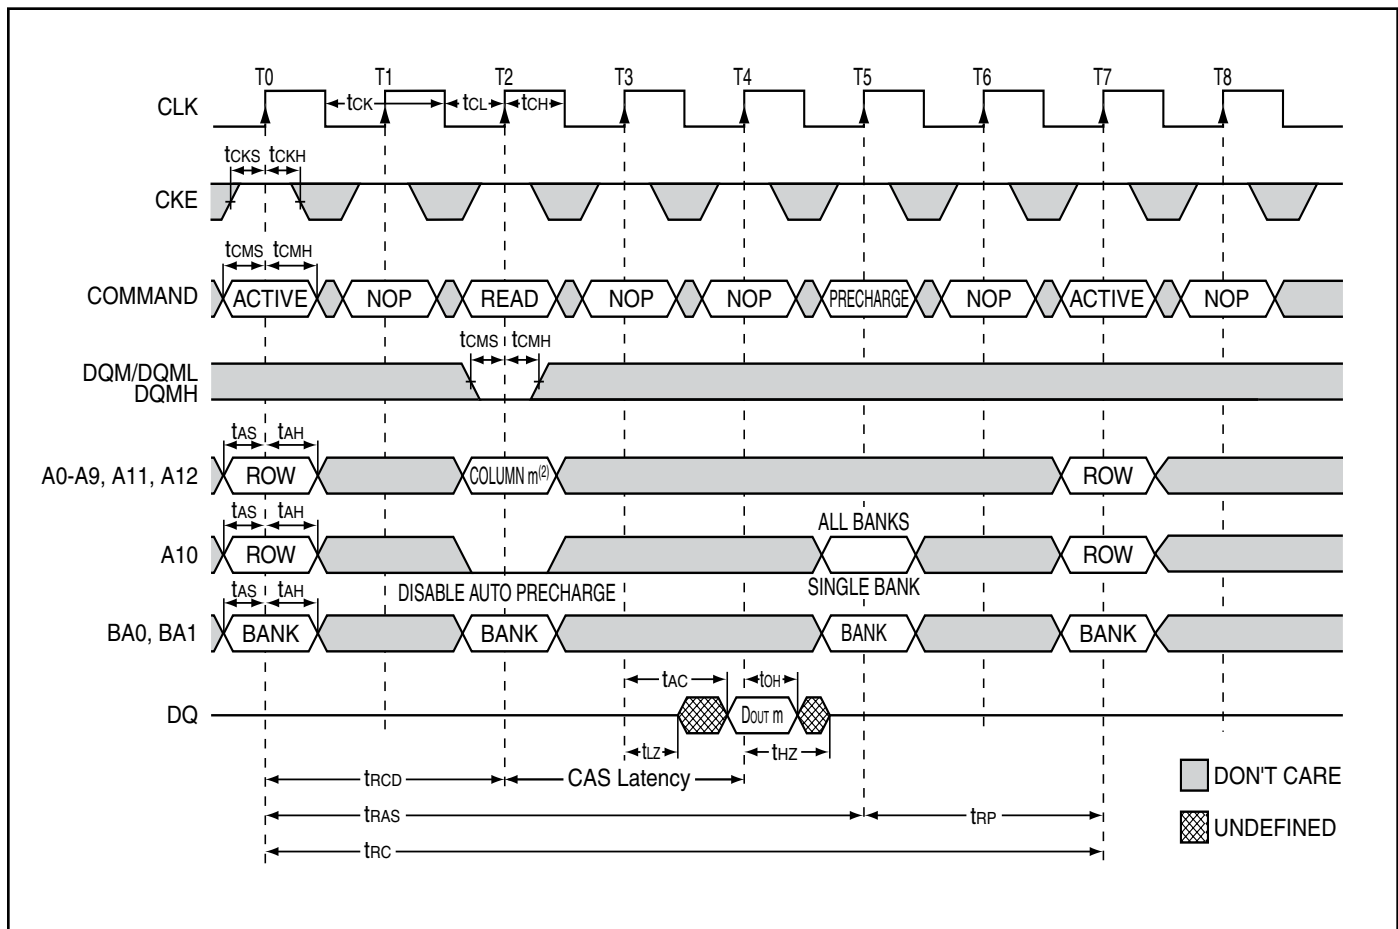 T0 T1 T2 T3 T4 T5 T6 T7 T8
CLK tCK tCL tCH
tCKS tCKH
CKE
tCMS tCMH
COMMAND ACTIVE NOP READ NOP NOP PRECHARGE NOP ACTIVE NOP
tCMS tCMH
DQM/DQML
DQMH
tAS tAH
A0-A9, A11, A12 ROW COLUMN m(2) ROW
tAS tAH ALL BANKS
A10 ROW ROW
DISABLE AUTO PRECHARGE SINGLE BANK
tAS tAH
BA0, BA1 BANK BANK BANK BANK
tAC tOH
DQ DOUT m
tLZ tHZ
tRCD CAS Latency DON'T CARE
tRAS tRP
UNDEFINED
tRC